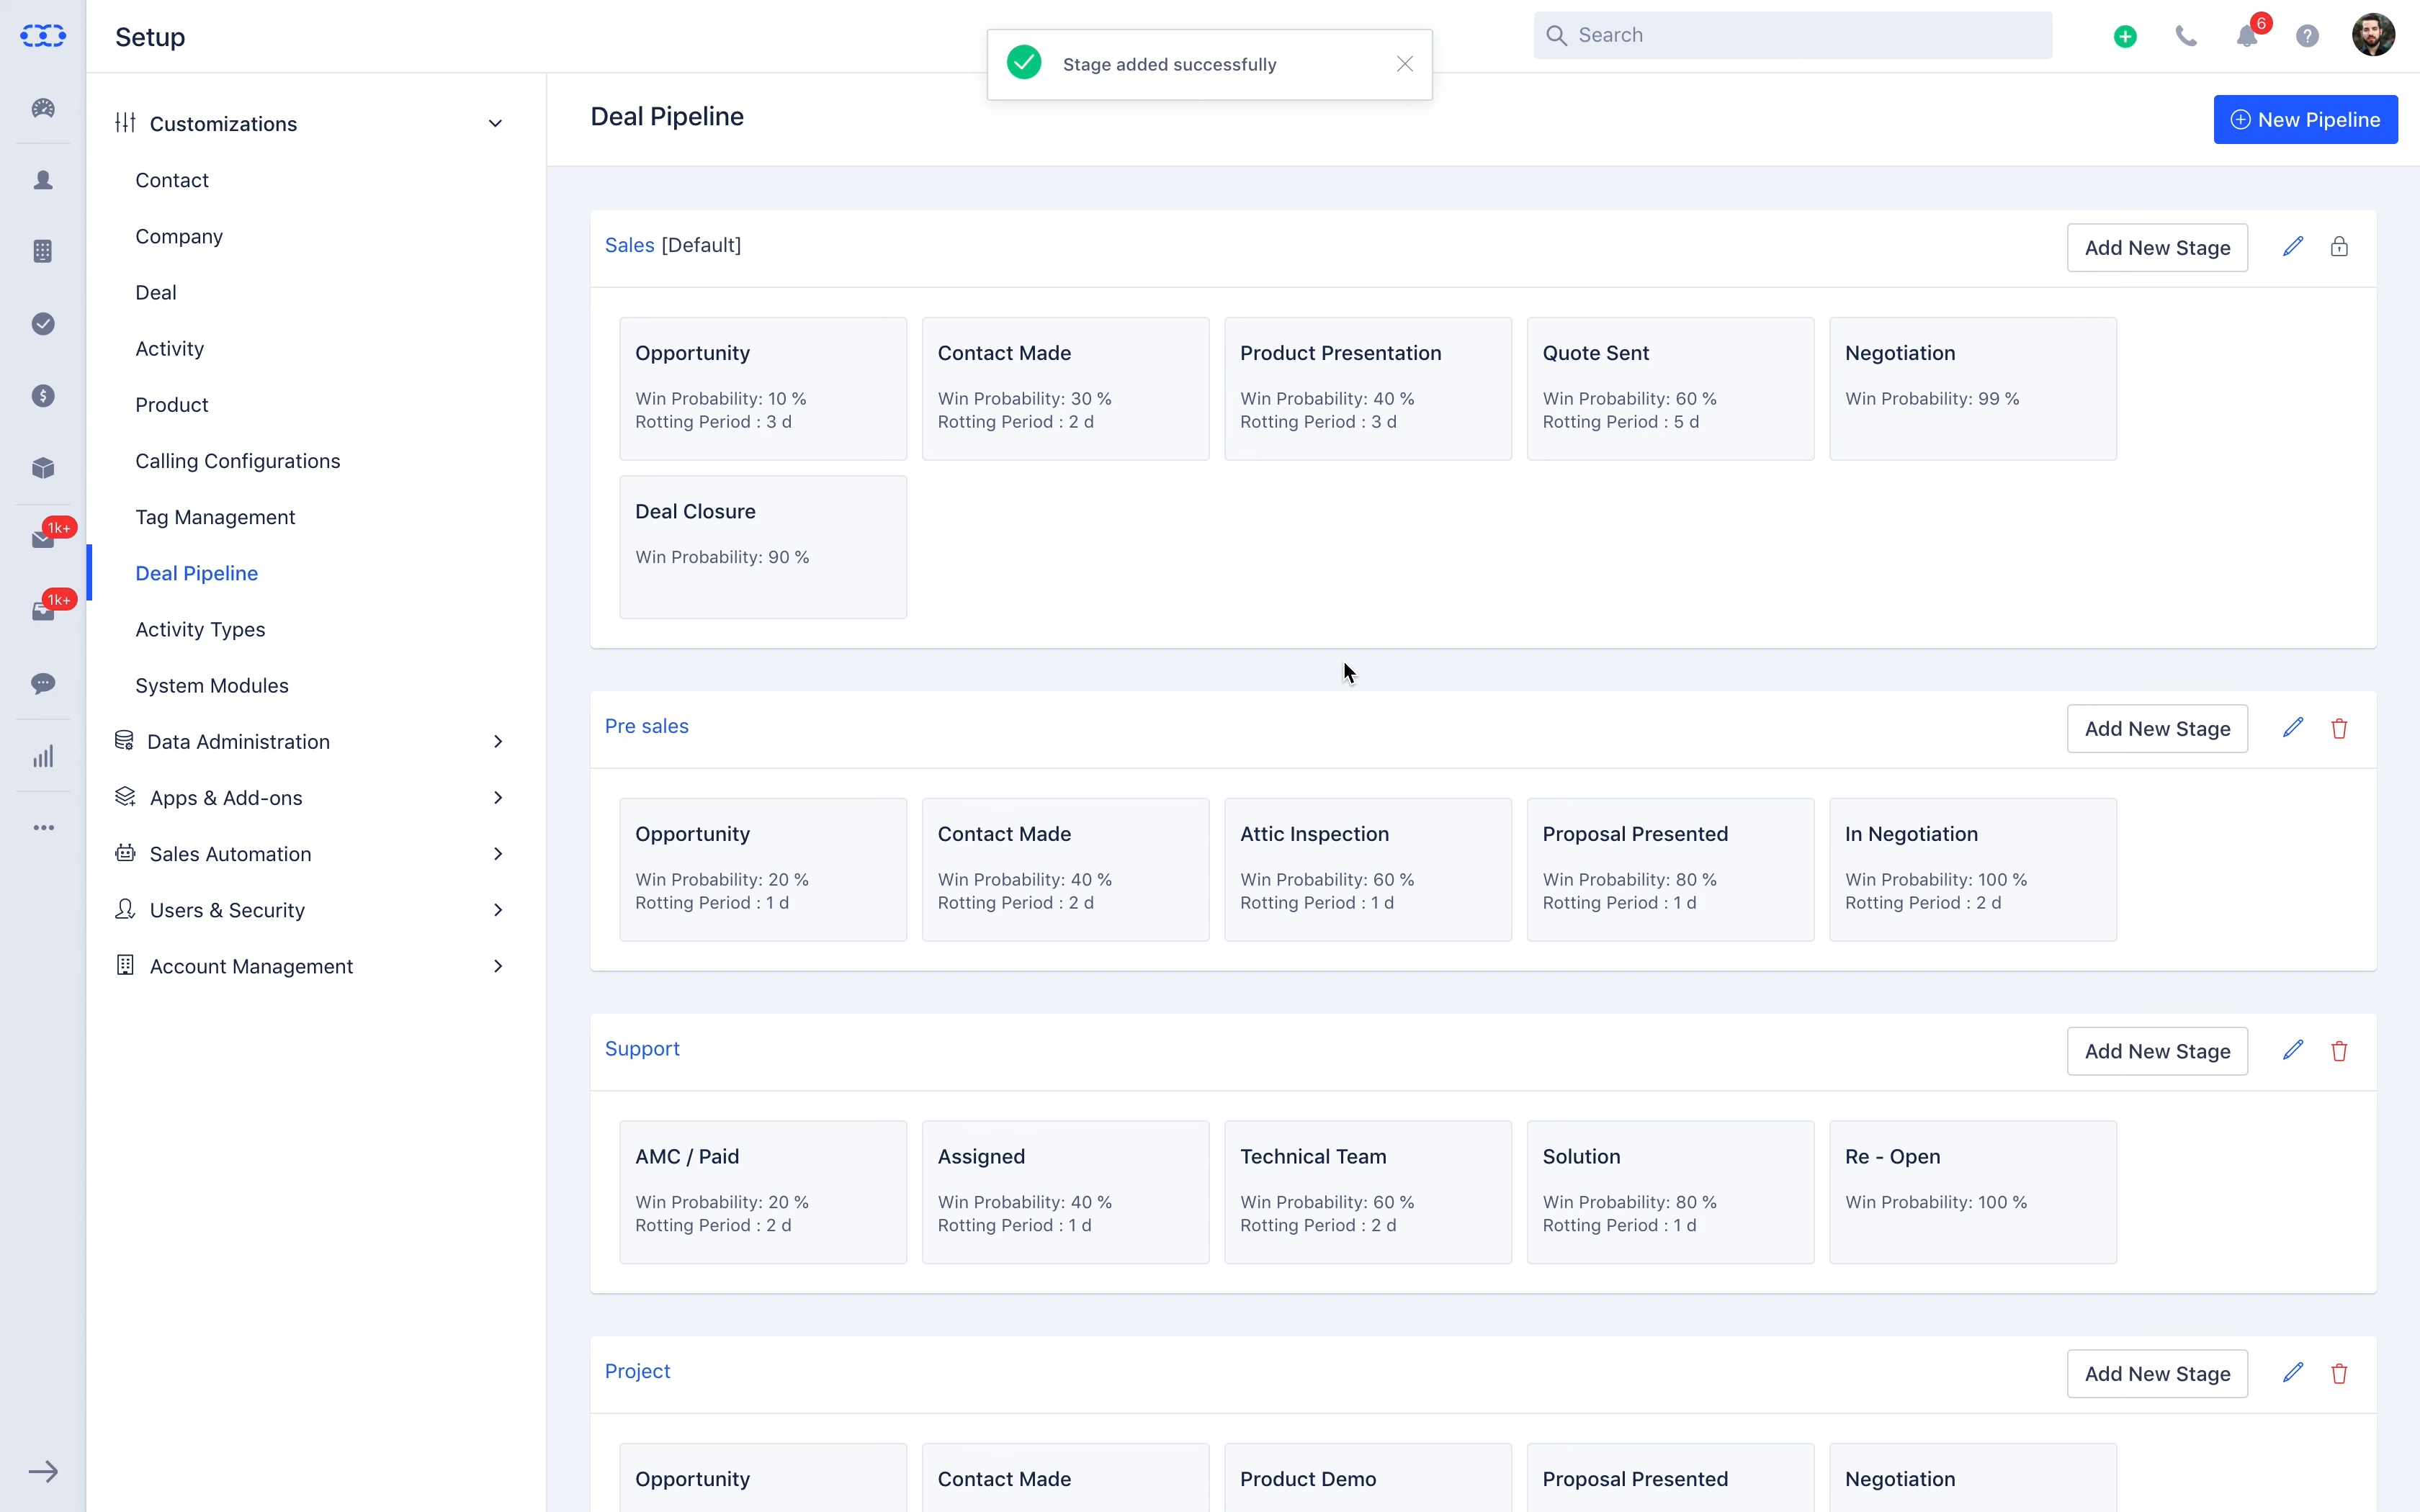 Setup
Stage added successfully
Search
6
Customizations
Contact
Company
Deal
Activity
Product
Calling Configurations
Tag Management
Deal Pipeline
Activity Types
System Modules
Data Administration
Apps & Add-ons
Sales Automation
Users & Security
Account Management
1k+
1k+
Deal Pipeline
New Pipeline
Sales [Default]
Add New Stage
Opportunity
Win Probability: 10 %
Rotting Period : 3 d
Contact Made
Win Probability: 30 %
Rotting Period : 2 d
Product Presentation
Win Probability: 40 %
Rotting Period : 3 d
Quote Sent
Win Probability: 60 %
Rotting Period : 5 d
Negotiation
Win Probability: 99 %
Deal Closure
Win Probability: 90 %
Pre sales
Add New Stage
Opportunity
Win Probability: 20 %
Rotting Period : 1 d
Contact Made
Win Probability: 40 %
Rotting Period : 2 d
Attic Inspection
Win Probability: 60 %
Rotting Period : 1 d
Proposal Presented
Win Probability: 80 %
Rotting Period : 1 d
In Negotiation
Win Probability: 100 %
Rotting Period : 2 d
Support
Add New Stage
AMC / Paid
Win Probability: 20 %
Rotting Period : 2 d
Assigned
Win Probability: 40 %
Rotting Period : 1 d
Technical Team
Win Probability: 60 %
Rotting Period : 2 d
Solution
Win Probability: 80 %
Rotting Period : 1 d
Re - Open
Win Probability: 100 %
Project
Add New Stage
Opportunity
Contact Made
Product Demo
Proposal Presented
Negotiation